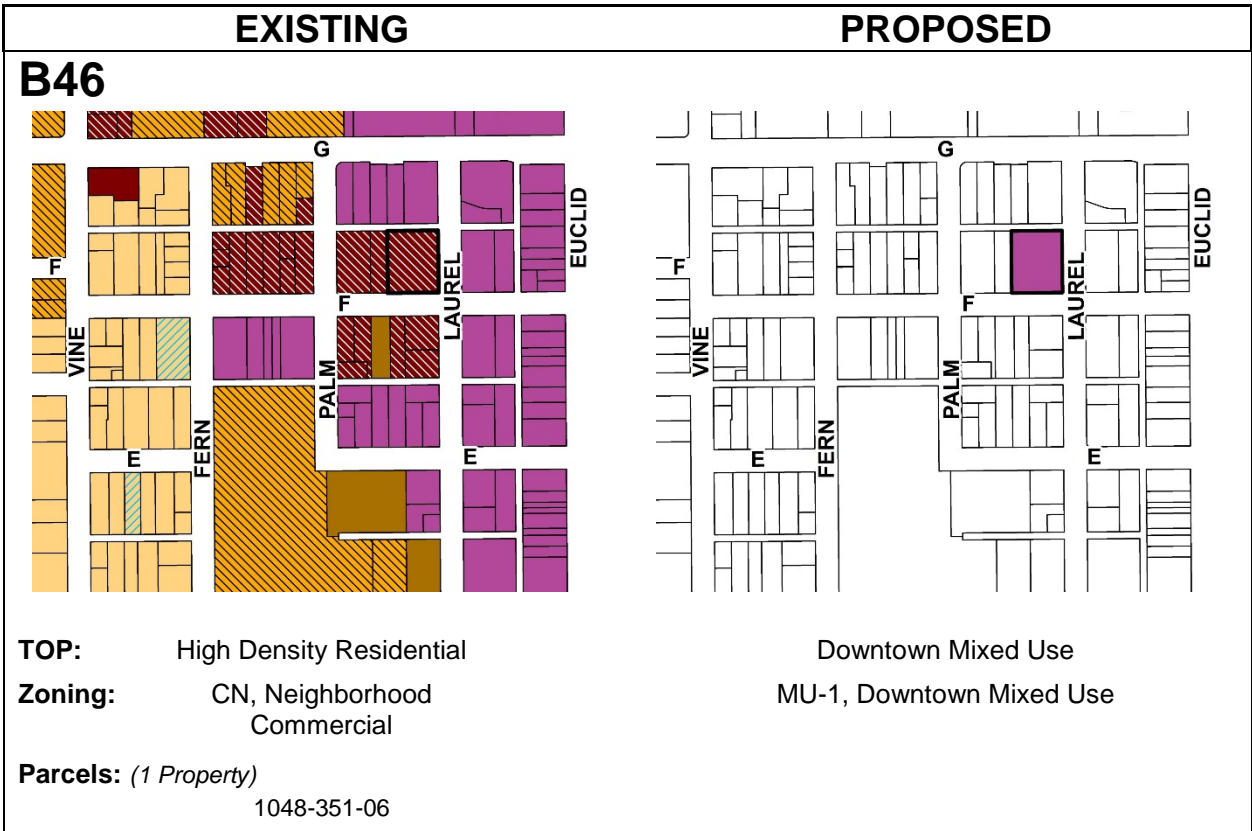 EXISTING PROPOSED
B46
G
EUCLID
F
LAUREL
F
VINE
PALM
FERN
E
E
G
EUCLID
F
LAUREL
F
VINE
PALM
FERN
E
E
TOP: High Density Residential Downtown Mixed Use
Zoning: CN, Neighborhood MU-1, Downtown Mixed Use
Commercial
Parcels: (1 Property)
1048-351-06